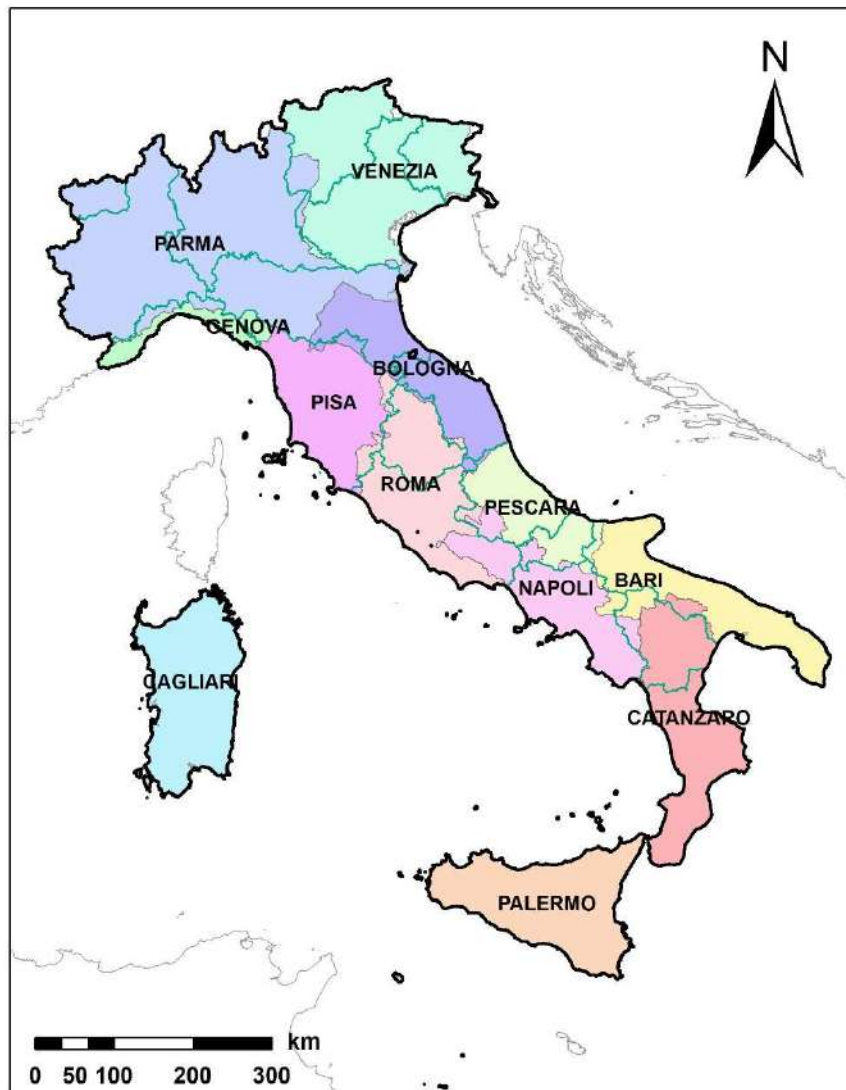 N
VENEZIA
PARMA
GENOVA
BOLOGNA
PISA
ROMA
PESCARA
BARI
NAPOLI
CAGLIARI
CATANZARO
PALERMO
km
0 50 100 200 300